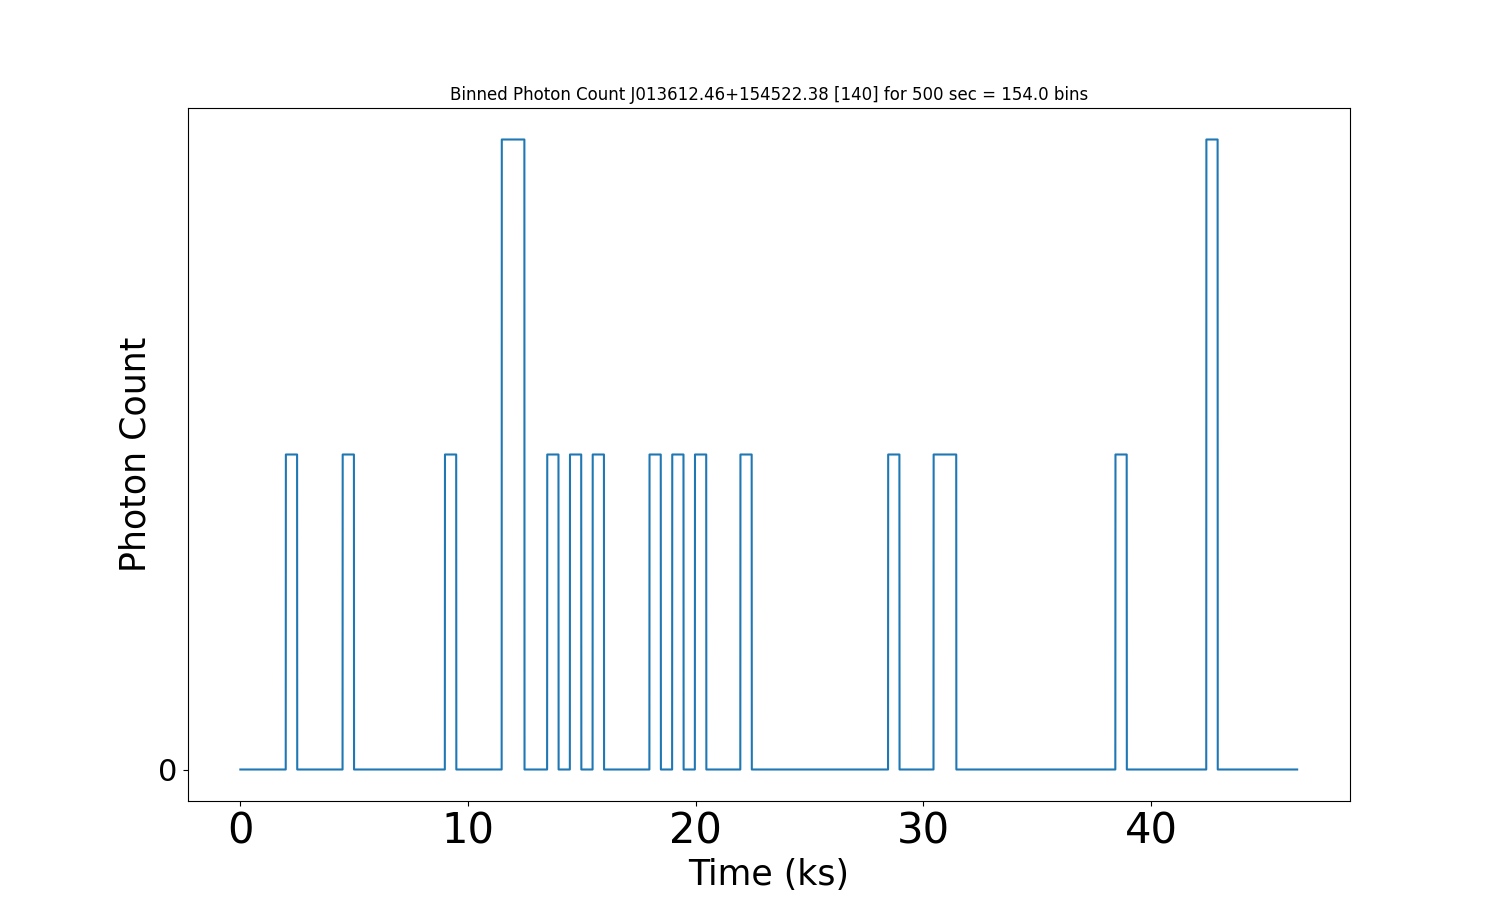 Binned Photon Count J013612.46+154522.38 [140] for 500 sec = 154.0 bins
Photon Count
0
0 10 20 30 40
Time (ks)